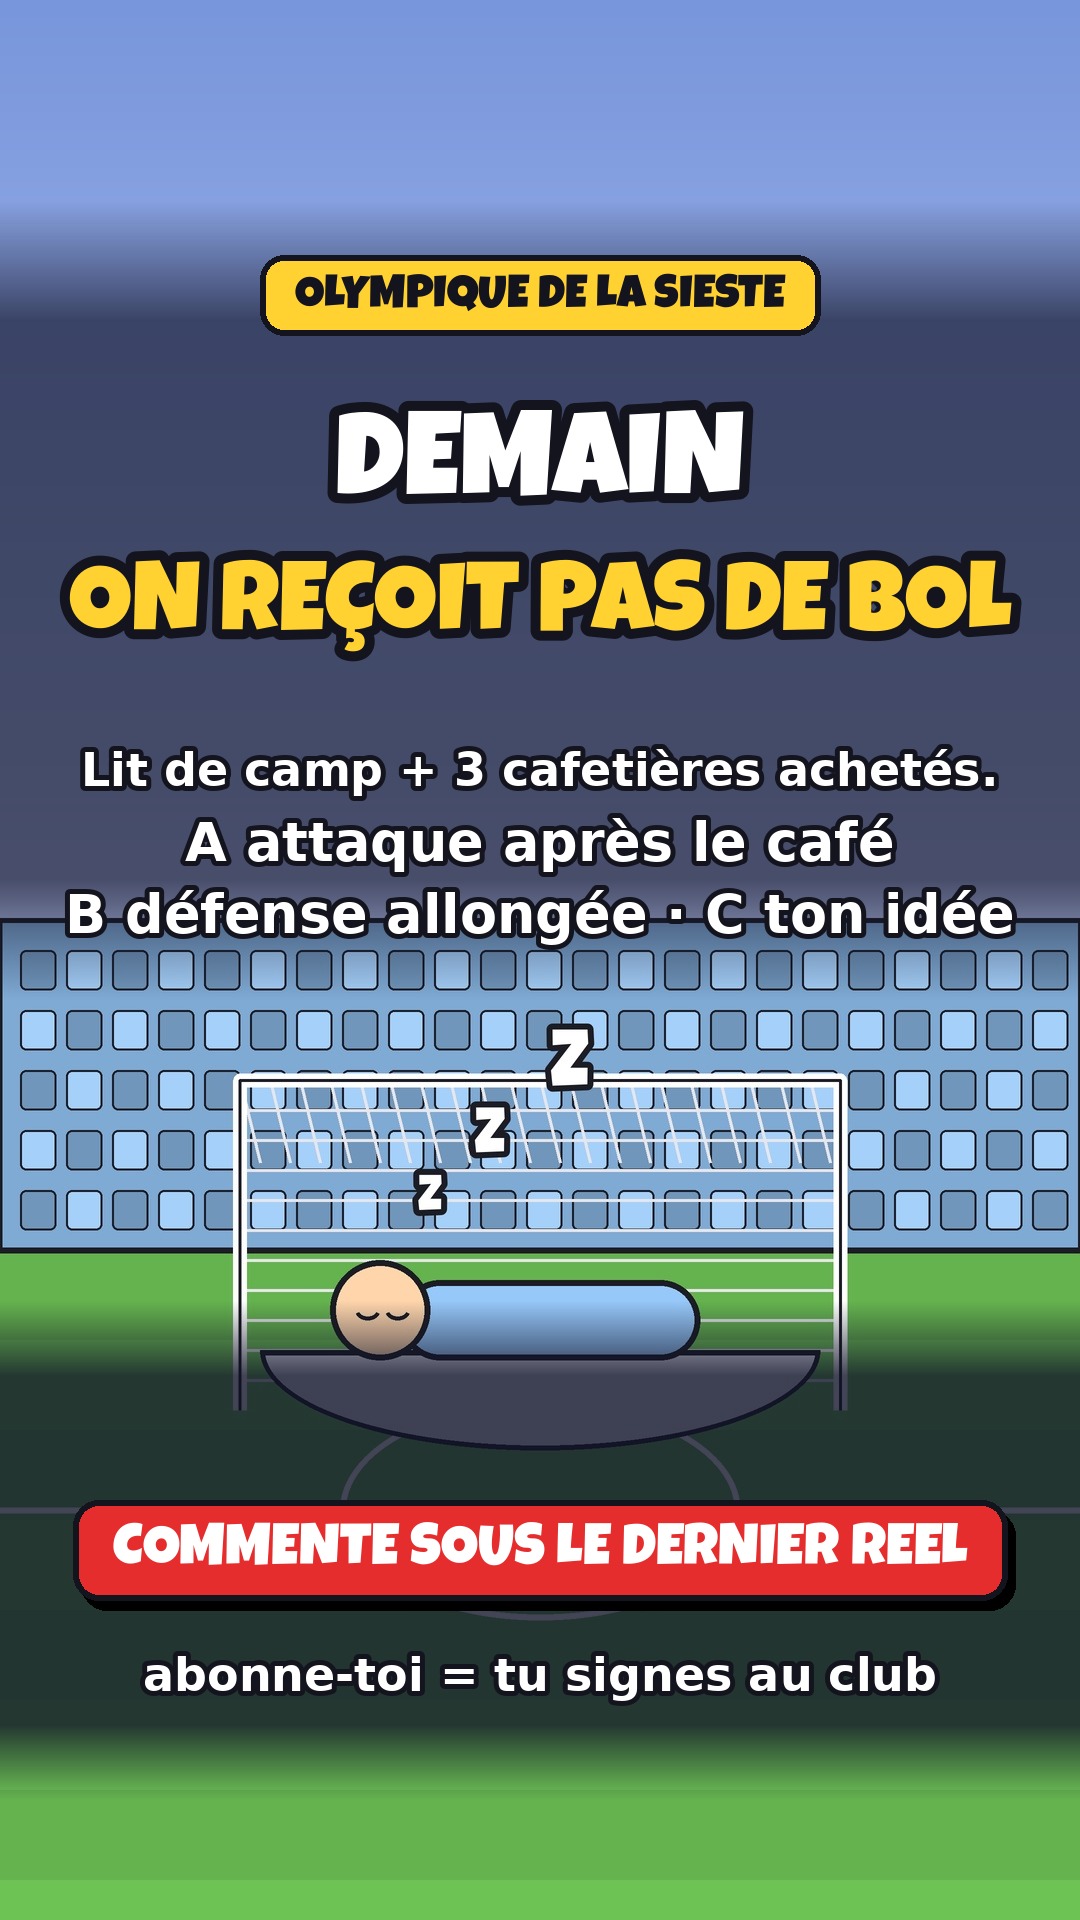 OLYMPIQUE DE LA SIESTE
DEMAIN
ON REÇOIT PAS DE BOL
Lit de camp + 3 cafetières achetés.
A attaque après le café
B défense allongée · C ton idée
Z
Z
Z
COMMENTE SOUS LE DERNIER REEL
abonne-toi = tu signes au club